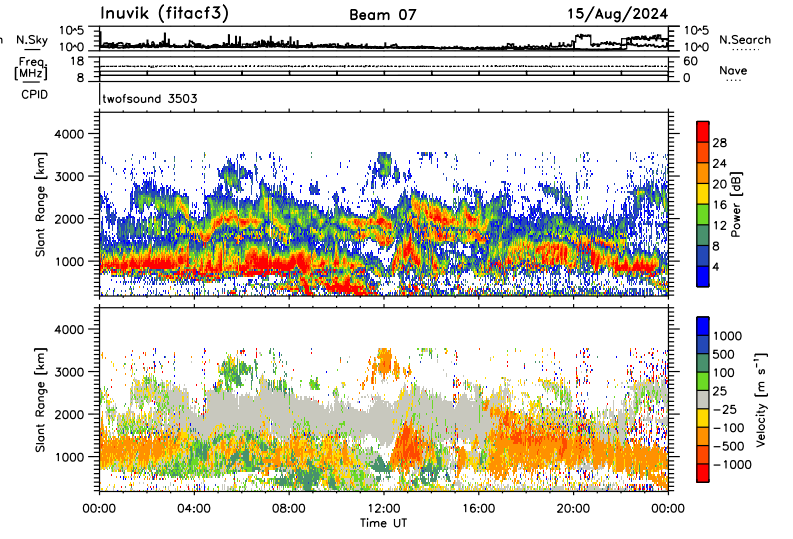 Inuvik (fitacf3) Beam 07 15/Aug/2024
N.Sky 10^5 10^0 10^5 10^0 N.Search
Freq. [MHz] 18 8 60 0 Nave
CPID twofsound 3503
Slant Range [km] 4000 3000 2000 1000
Power [dB] 28 24 20 16 12 8 4
Slant Range [km] 4000 3000 2000 1000
Velocity [m s⁻¹] 1000 500 100 25 −25 −100 −500 −1000
00:00 04:00 08:00 12:00 16:00 20:00 00:00
Time UT